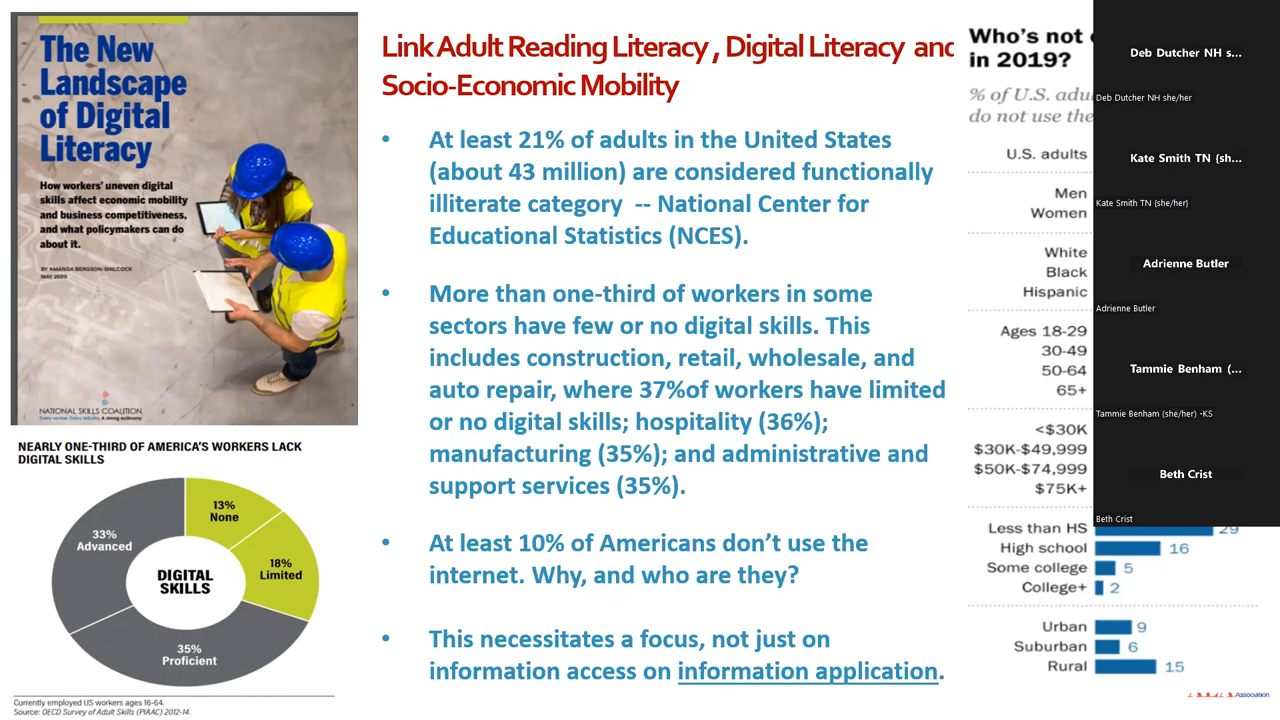 The New
Landscape
of Digital
Literacy
How workers' uneven digital
skills affect economic mobility
and business competitiveness,
and what policymakers can do
about it.
BY AMANDA BERGSON-SHILCOCK
MAY 2020
NATIONAL SKILLS COALITION
Every worker. Every industry. A strong economy.
NEARLY ONE-THIRD OF AMERICA'S WORKERS LACK
DIGITAL SKILLS
13%
None
33%
Advanced
18%
Limited
DIGITAL
SKILLS
35%
Proficient
Currently employed US workers ages 16-64.
Source: OECD Survey of Adult Skills (PIAAC) 2012-14.
Link Adult Reading Literacy , Digital Literacy and
Socio-Economic Mobility
• At least 21% of adults in the United States
(about 43 million) are considered functionally
illiterate category -- National Center for
Educational Statistics (NCES).
• More than one-third of workers in some
sectors have few or no digital skills. This
includes construction, retail, wholesale, and
auto repair, where 37%of workers have limited
or no digital skills; hospitality (36%);
manufacturing (35%); and administrative and
support services (35%).
• At least 10% of Americans don't use the
internet. Why, and who are they?
• This necessitates a focus, not just on
information access on information application.
Who's not
in 2019?
% of U.S. adu
do not use the
U.S. adults
Men
Women
White
Black
Hispanic
Ages 18-29
30-49
50-64
65+
<$30K
$30K-$49,999
$50K-$74,999
$75K+
Less than HS 29
High school 16
Some college 5
College+ 2
Urban 9
Suburban 6
Rural 15
Association
Deb Dutcher NH s...
Deb Dutcher NH she/her
Kate Smith TN (sh...
Kate Smith TN (she/her)
Adrienne Butler
Adrienne Butler
Tammie Benham (...
Tammie Benham (she/her) -KS
Beth Crist
Beth Crist